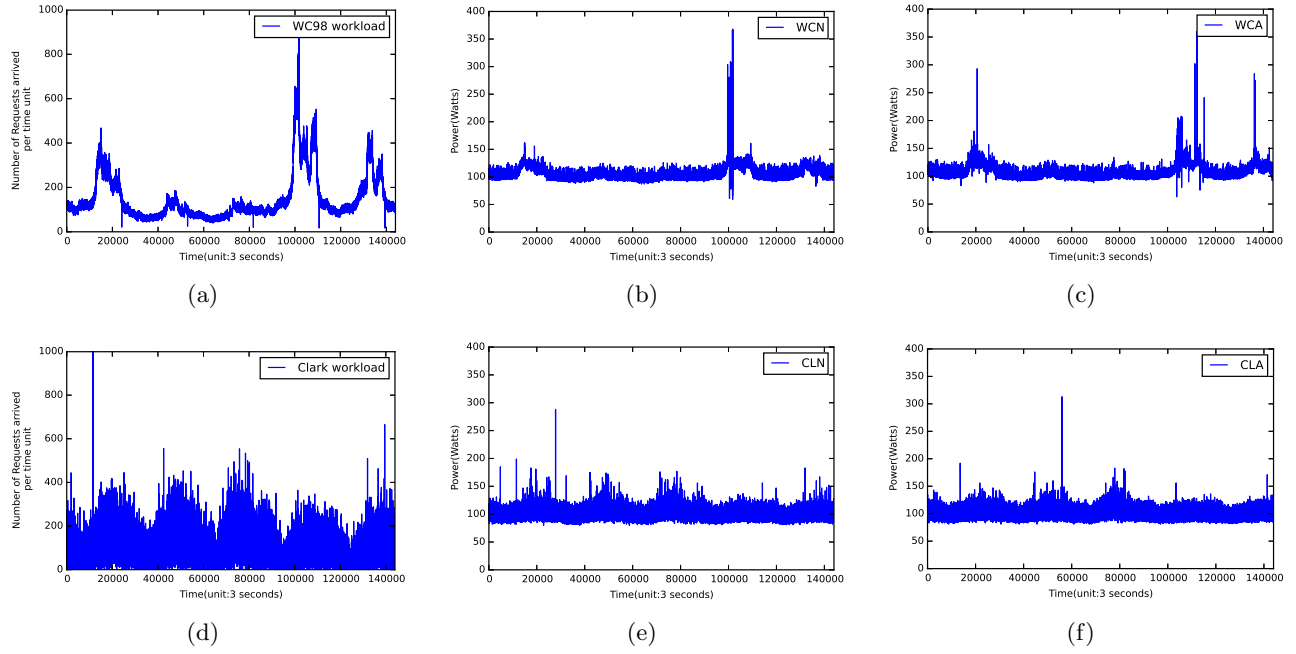 WC98 workload
Number of Requests arrived
per time unit
1000
800
600
400
200
0
0 20000 40000 60000 80000 100000 120000 140000
Time(unit:3 seconds)
(a)
WCN
Power(Watts)
400
350
300
250
200
150
100
50
0
0 20000 40000 60000 80000 100000 120000 140000
Time(unit:3 seconds)
(b)
WCA
Power(Watts)
400
350
300
250
200
150
100
50
0
0 20000 40000 60000 80000 100000 120000 140000
Time(unit:3 seconds)
(c)
Clark workload
Number of Requests arrived
per time unit
1000
800
600
400
200
0
0 20000 40000 60000 80000 100000 120000 140000
Time(unit:3 seconds)
(d)
CLN
Power(Watts)
400
350
300
250
200
150
100
50
0
0 20000 40000 60000 80000 100000 120000 140000
Time(unit:3 seconds)
(e)
CLA
Power(Watts)
400
350
300
250
200
150
100
50
0
0 20000 40000 60000 80000 100000 120000 140000
Time(unit:3 seconds)
(f)